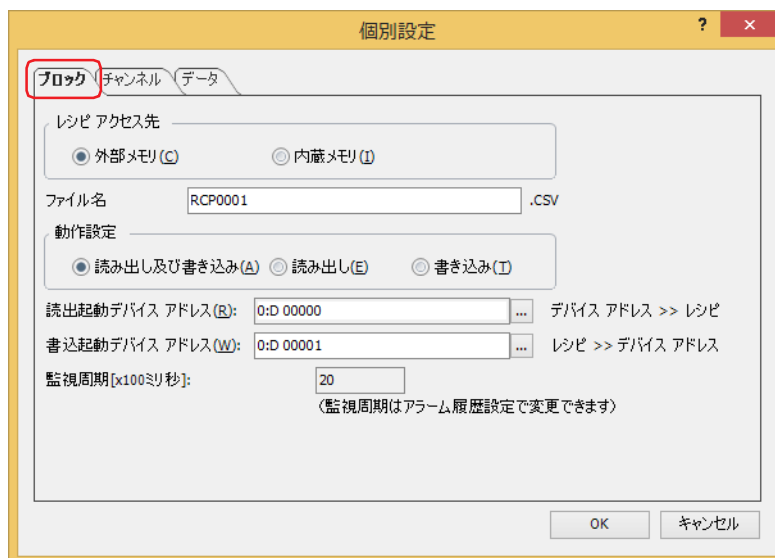 個別設定
? ×
ブロック チャンネル データ
レシピ アクセス先
外部メモリ(C) 内蔵メモリ(I)
ファイル名 RCP0001 .CSV
動作設定
読み出し及び書き込み(A) 読み出し(E) 書き込み(T)
読出起動デバイス アドレス(R): 0:D 00000 ... デバイス アドレス >> レシピ
書込起動デバイス アドレス(W): 0:D 00001 ... レシピ >> デバイス アドレス
監視周期[x100ミリ秒]: 20
(監視周期はアラーム履歴設定で変更できます)
OK キャンセル